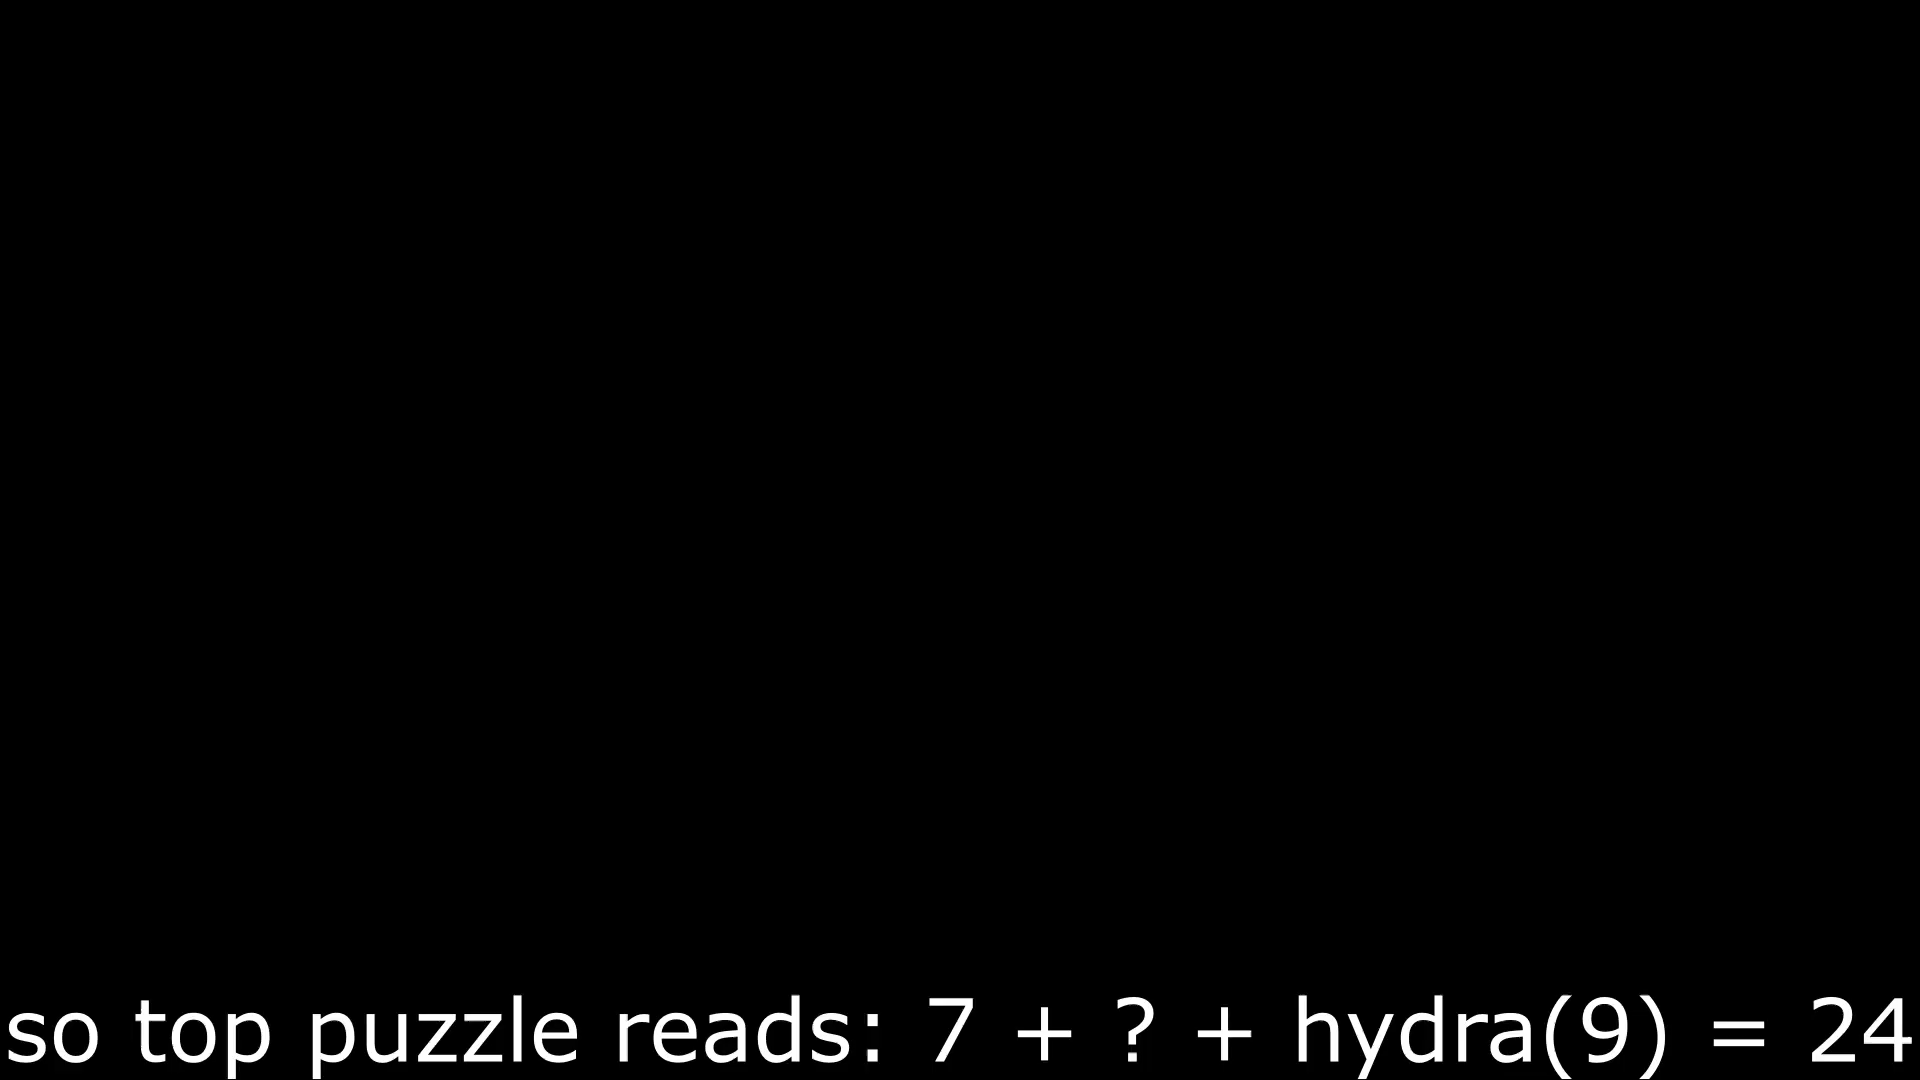 so top puzzle reads: 7 + ? + hydra(9) = 24